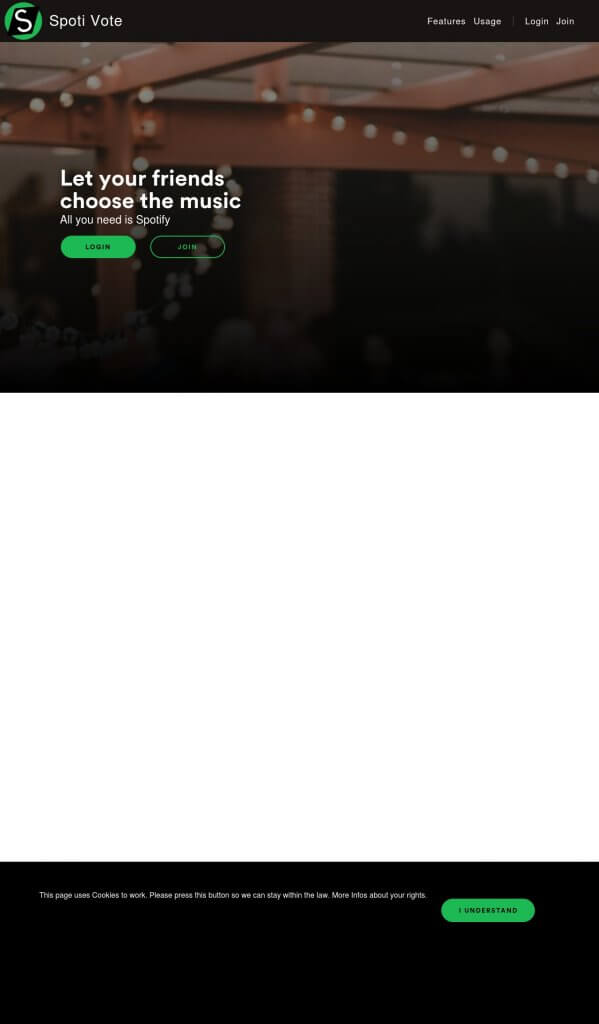 S Spoti Vote
Features Usage Login Join
Let your friends
choose the music
All you need is Spotify
LOGIN JOIN
This page uses Cookies to work. Please press this button so we can stay within the law. More Infos about your rights.
I UNDERSTAND